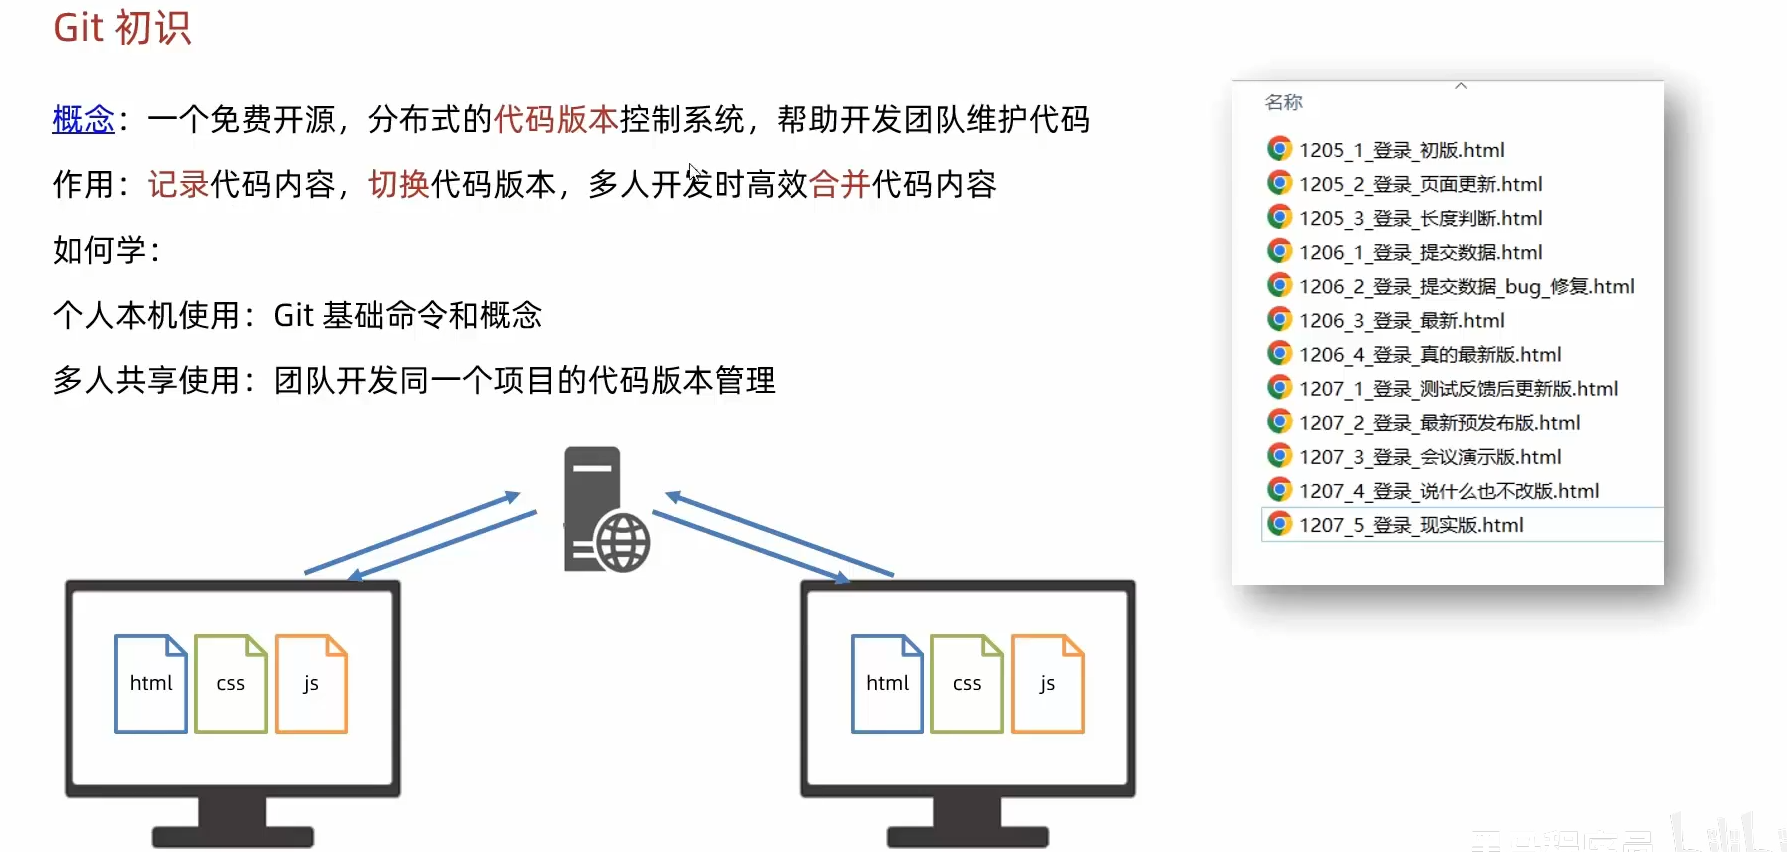 Git 初识
概念：一个免费开源，分布式的代码版本控制系统，帮助开发团队维护代码
作用：记录代码内容，切换代码版本，多人开发时高效合并代码内容
如何学：
个人本机使用：Git 基础命令和概念
多人共享使用：团队开发同一个项目的代码版本管理
html
css
js
html
css
js
名称
1205_1_登录_初版.html
1205_2_登录_页面更新.html
1205_3_登录_长度判断.html
1206_1_登录_提交数据.html
1206_2_登录_提交数据_bug_修复.html
1206_3_登录_最新.html
1206_4_登录_真的最新版.html
1207_1_登录_测试反馈后更新版.html
1207_2_登录_最新预发布版.html
1207_3_登录_会议演示版.html
1207_4_登录_说什么也不改版.html
1207_5_登录_现实版.html